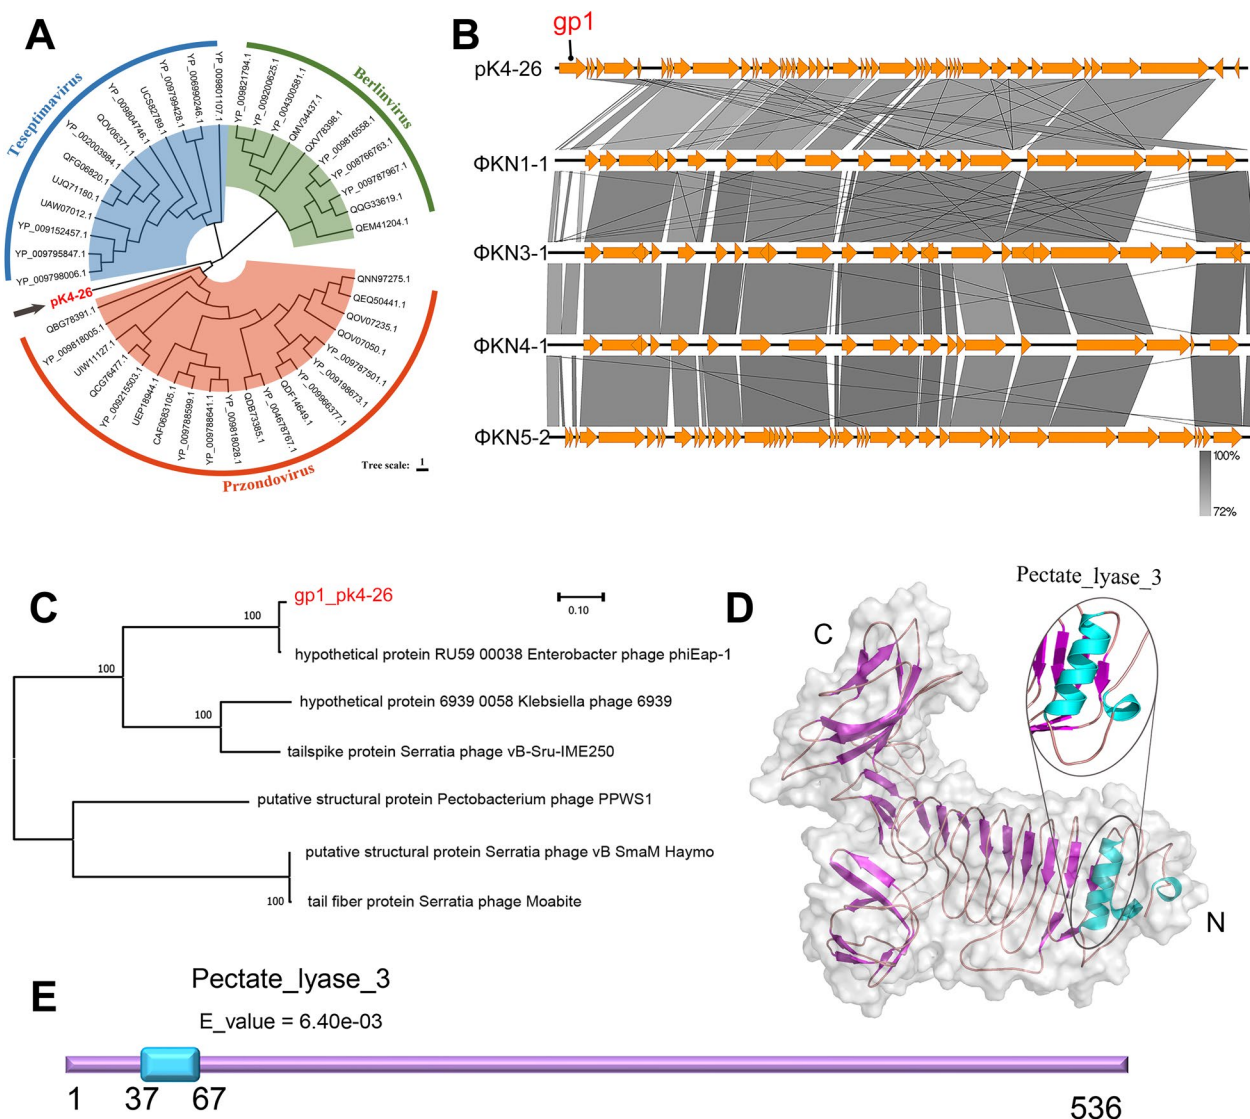 A
Teseptimavirus
Berlinvirus
YP_009801107.1
YP_009902461.1
YP_009799428.1
UCS82789.1
YP_009804746.1
QOV06371.1
YP_002003984.1
QFG06820.1
UJQ71180.1
UAW07012.1
YP_009152457.1
YP_009795847.1
YP_009798006.1
YP_009821794.1
YP_009200625.1
YP_004300581.1
QMV34437.1
QXV78398.1
YP_009816558.1
YP_008766763.1
YP_009787967.1
QQG33619.1
QEM41204.1
pK4-26
QBG78391.1
YP_009818005.1
UIW11127.1
QCG76477.1
YP_009215503.1
UEP18944.1
CAF0683105.1
YP_009788599.1
YP_009788641.1
YP_009818028.1
QDB73385.1
YP_004678767.1
QDF14649.1
YP_009966377.1
YP_009198673.1
YP_009787501.1
QOV07050.1
QOV07235.1
QEQ50441.1
QNN97275.1
Przondovirus
Tree scale: 1
B
gp1
pK4-26
ΦKN1-1
ΦKN3-1
ΦKN4-1
ΦKN5-2
100%
72%
C
gp1_pk4-26
0.10
100
hypothetical protein RU59 00038 Enterobacter phage phiEap-1
100
hypothetical protein 6939 0058 Klebsiella phage 6939
100
tailspike protein Serratia phage vB-Sru-IME250
putative structural protein Pectobacterium phage PPWS1
putative structural protein Serratia phage vB SmaM Haymo
100
tail fiber protein Serratia phage Moabite
D
Pectate_lyase_3
C
N
E
Pectate_lyase_3
E_value = 6.40e-03
1 37 67 536